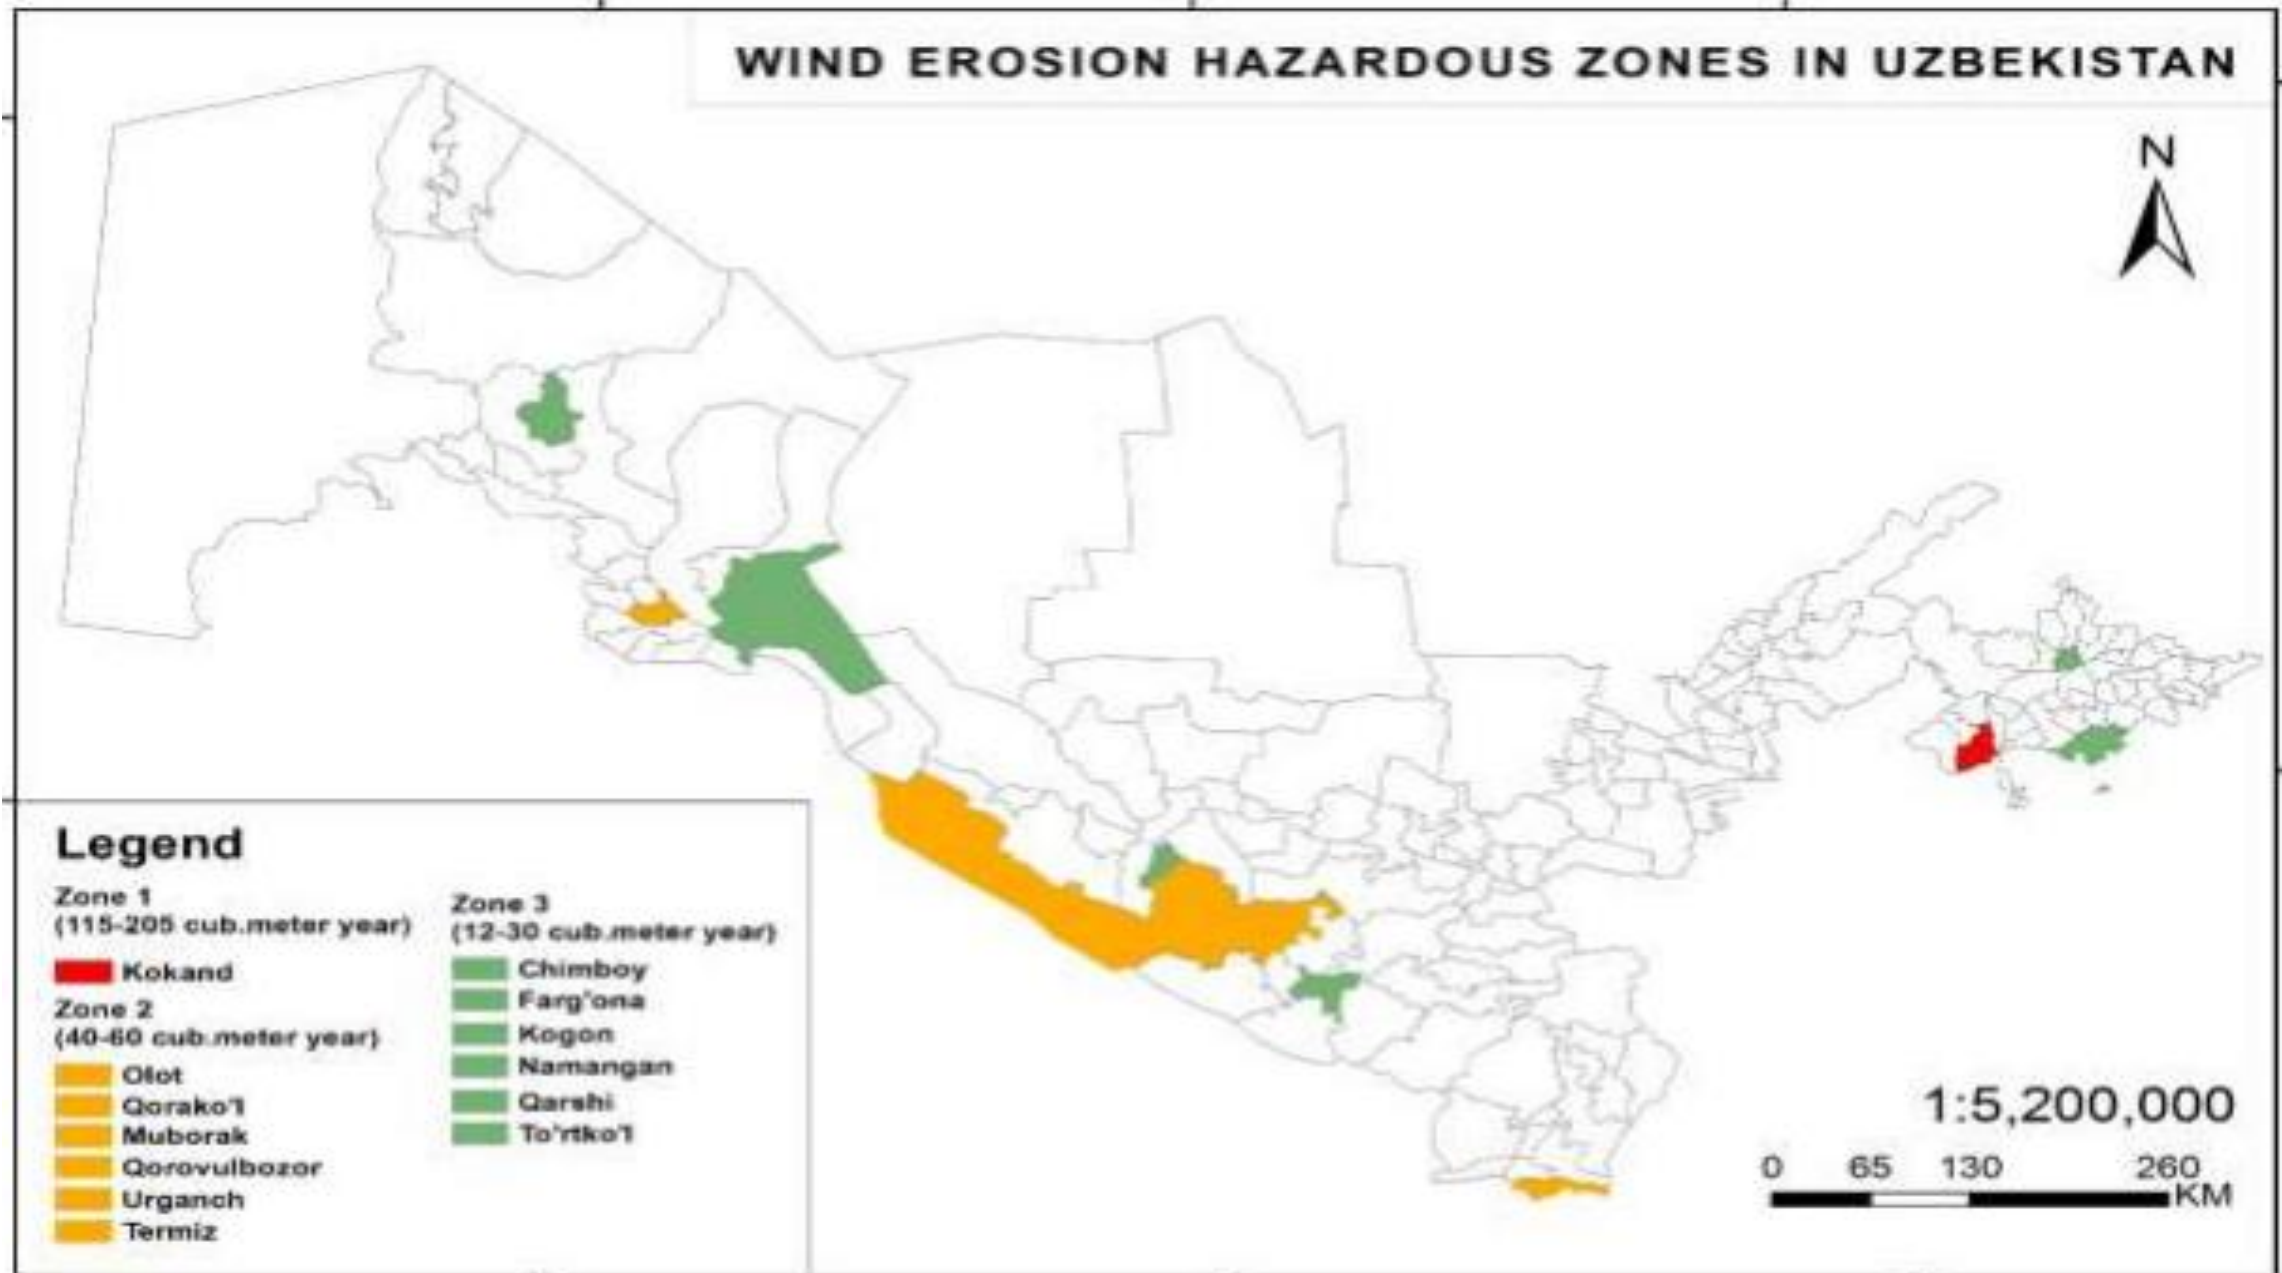 WIND EROSION HAZARDOUS ZONES IN UZBEKISTAN
N
Legend
Zone 1
(115-205 cub.meter year)
Kokand
Zone 2
(40-60 cub.meter year)
Olot
Qorako'l
Muborak
Qorovulbozor
Urganch
Termiz
Zone 3
(12-30 cub.meter year)
Chimboy
Farg'ona
Kogon
Namangan
Qarshi
To'rtko'l
1:5,200,000
0 65 130 260
KM